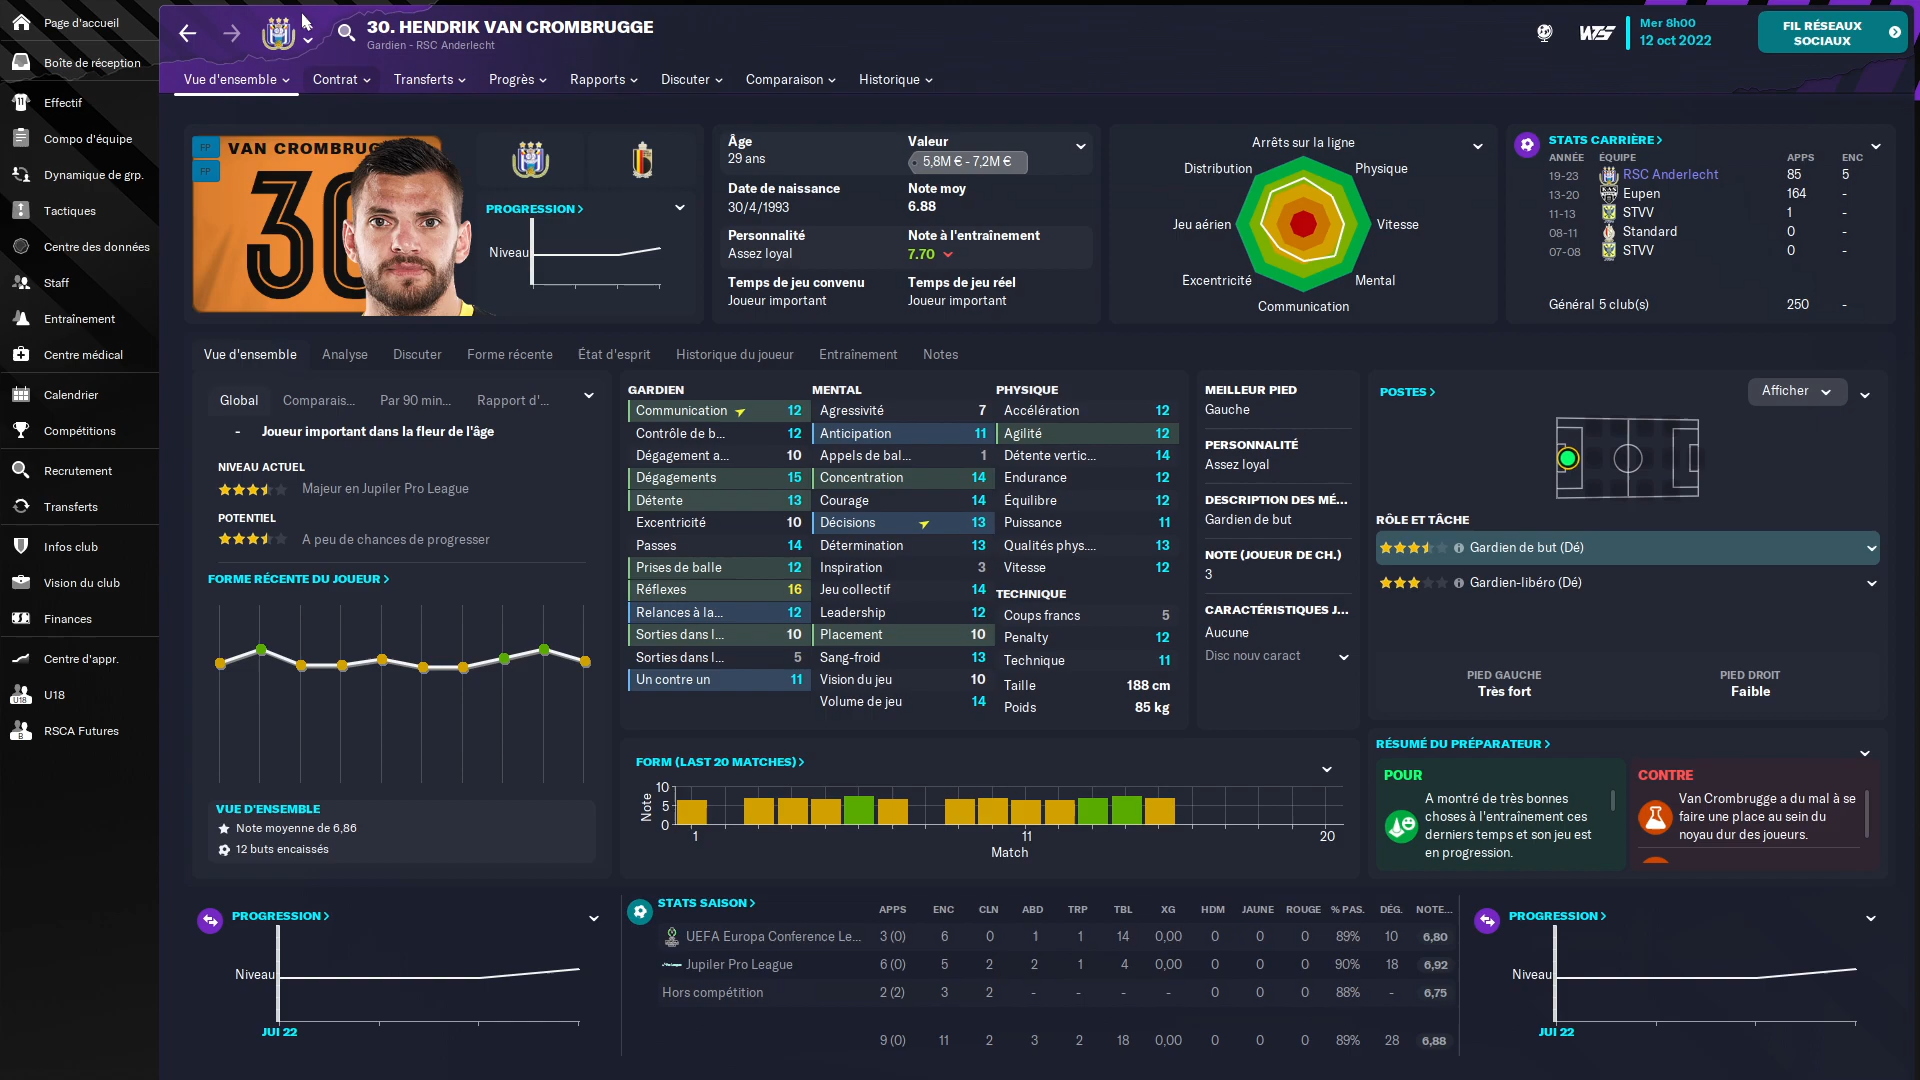 Page d'accueil
Boîte de réception
Effectif
Compo d'équipe
Dynamique de grp.
Tactiques
Centre des données
Staff
Entraînement
Centre médical
Calendrier
Compétitions
Recrutement
Transferts
Infos club
Vision du club
Finances
Centre d'appr.
U18
RSCA Futures
30. HENDRIK VAN CROMBRUGGE
Gardien - RSC Anderlecht
Mer 8h00
12 oct 2022
FIL RÉSEAUX
SOCIAUX
Vue d'ensemble Contrat Transferts Progrès Rapports Discuter Comparaison Historique
FP
FP
VAN CROMBRUG
30
PROGRESSION >
Niveau
Âge
29 ans
Valeur
5,8M € - 7,2M €
Date de naissance
30/4/1993
Note moy
6.88
Personnalité
Assez loyal
Note à l'entraînement
7.70
Temps de jeu convenu
Joueur important
Temps de jeu réel
Joueur important
Arrêts sur la ligne
Distribution
Physique
Jeu aérien
Vitesse
Excentricité
Mental
Communication
STATS CARRIÈRE >
ANNÉE ÉQUIPE APPS ENC
19-23 RSC Anderlecht 85 5
13-20 Eupen 164 -
11-13 STVV 1 -
08-11 Standard 0 -
07-08 STVV 0 -
Général 5 club(s) 250 -
Vue d'ensemble Analyse Discuter Forme récente État d'esprit Historique du joueur Entraînement Notes
Global Comparais... Par 90 min... Rapport d'...
- Joueur important dans la fleur de l'âge
NIVEAU ACTUEL
Majeur en Jupiler Pro League
POTENTIEL
A peu de chances de progresser
FORME RÉCENTE DU JOUEUR >
VUE D'ENSEMBLE
Note moyenne de 6,86
12 buts encaissés
GARDIEN
Communication 12
Contrôle de b... 12
Dégagement a... 10
Dégagements 15
Détente 13
Excentricité 10
Passes 14
Prises de balle 12
Réflexes 16
Relances à la... 12
Sorties dans l... 10
Sorties dans l... 5
Un contre un 11
MENTAL
Agressivité 7
Anticipation 11
Appels de bal... 1
Concentration 14
Courage 14
Décisions 13
Détermination 13
Inspiration 3
Jeu collectif 14
Leadership 12
Placement 10
Sang-froid 13
Vision du jeu 10
Volume de jeu 14
PHYSIQUE
Accélération 12
Agilité 12
Détente vertic... 14
Endurance 12
Équilibre 12
Puissance 11
Qualités phys.... 13
Vitesse 12
TECHNIQUE
Coups francs 5
Penalty 12
Technique 11
Taille 188 cm
Poids 85 kg
MEILLEUR PIED
Gauche
PERSONNALITÉ
Assez loyal
DESCRIPTION DES MÉ...
Gardien de but
NOTE (JOUEUR DE CH.)
3
CARACTÉRISTIQUES J...
Aucune
Disc nouv caract
POSTES >
Afficher
RÔLE ET TÂCHE
Gardien de but (Dé)
Gardien-libéro (Dé)
PIED GAUCHE
Très fort
PIED DROIT
Faible
FORM (LAST 20 MATCHES) >
Note
10
5
0
1 11 20
Match
RÉSUMÉ DU PRÉPARATEUR >
POUR
A montré de très bonnes
choses à l'entraînement ces
derniers temps et son jeu est
en progression.
CONTRE
Van Crombrugge a du mal à se
faire une place au sein du
noyau dur des joueurs.
PROGRESSION >
Niveau
JUI 22
STATS SAISON >
APPS ENC CLN ABD TRP TBL XG HDM JAUNE ROUGE % PAS. DÉG. NOTE...
UEFA Europa Conference Le... 3 (0) 6 0 1 1 14 0,00 0 0 0 89% 10 6,80
Jupiler Pro League 6 (0) 5 2 2 1 4 0,00 0 0 0 90% 18 6,92
Hors compétition 2 (2) 3 2 - - - - 0 0 0 88% - 6,75
9 (0) 11 2 3 2 18 0,00 0 0 0 89% 28 6,88
PROGRESSION >
Niveau
JUI 22